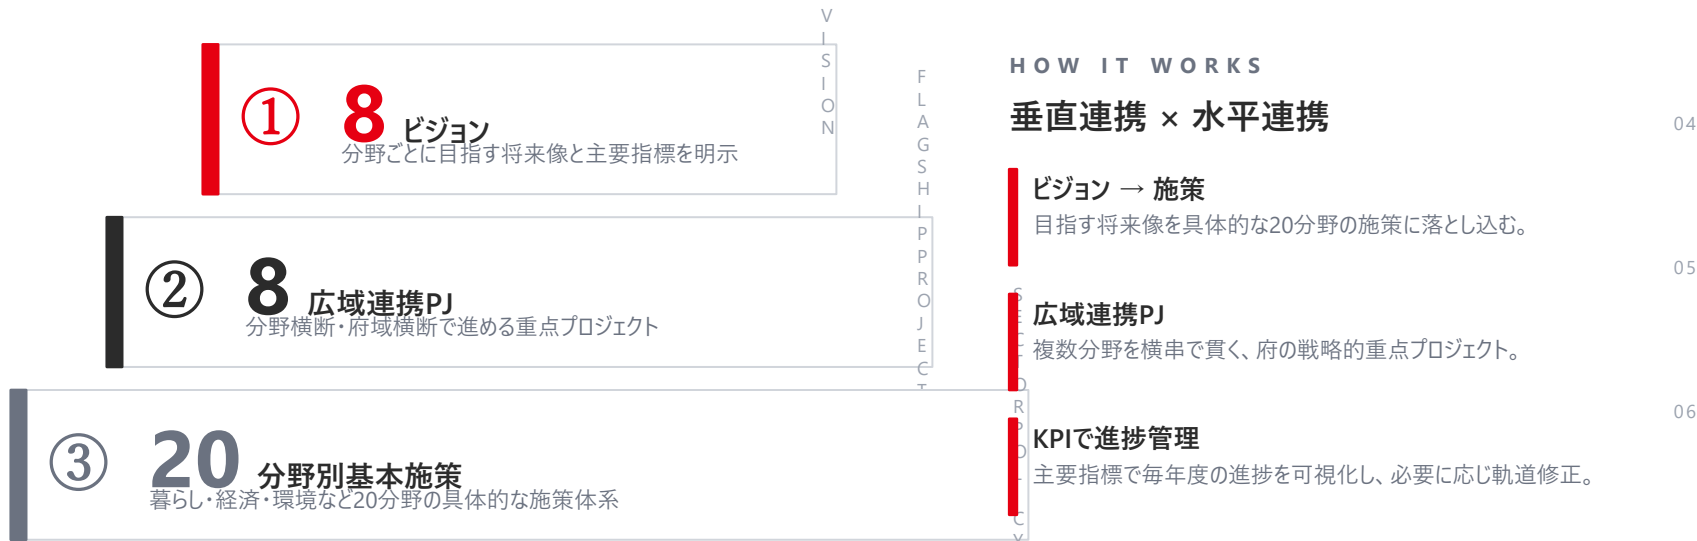 ① 8 ビジョン
分野ごとに目指す将来像と主要指標を明示
VISION
② 8 広域連携PJ
分野横断・府域横断で進める重点プロジェクト
FLAGSHIP PROJECT
③ 20 分野別基本施策
暮らし・経済・環境など20分野の具体的な施策体系
HOW IT WORKS
垂直連携 × 水平連携
ビジョン → 施策
目指す将来像を具体的な20分野の施策に落とし込む。
広域連携PJ
複数分野を横串で貫く、府の戦略的重点プロジェクト。
KPIで進捗管理
主要指標で毎年度の進捗を可視化し、必要に応じ軌道修正。
04
05
06